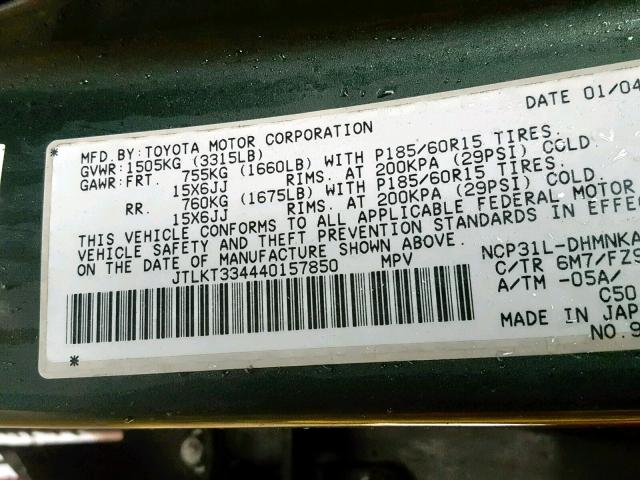 DATE 01/04
MFD.BY:TOYOTA MOTOR CORPORATION
GVWR:1505KG (3315LB)
GAWR:FRT. 755KG (1660LB) WITH P185/60R15 TIRES.
15X6JJ RIMS. AT 200KPA (29PSI) COLD
RR. 760KG (1675LB) WITH P185/60R15 TIRES.
15X6JJ RIMS. AT 200KPA (29PSI) COLD
THIS VEHICLE CONFORMS TO ALL APPLICABLE FEDERAL MOTOR
VEHICLE SAFETY AND THEFT PREVENTION STANDARDS IN EFFE
ON THE DATE OF MANUFACTURE SHOWN ABOVE.
JTLKT334440157850 MPV
NCP31L-DHMNKA
C/TR 6M7/FZ9
A/TM -05A/
C50
MADE IN JAP
NO.9